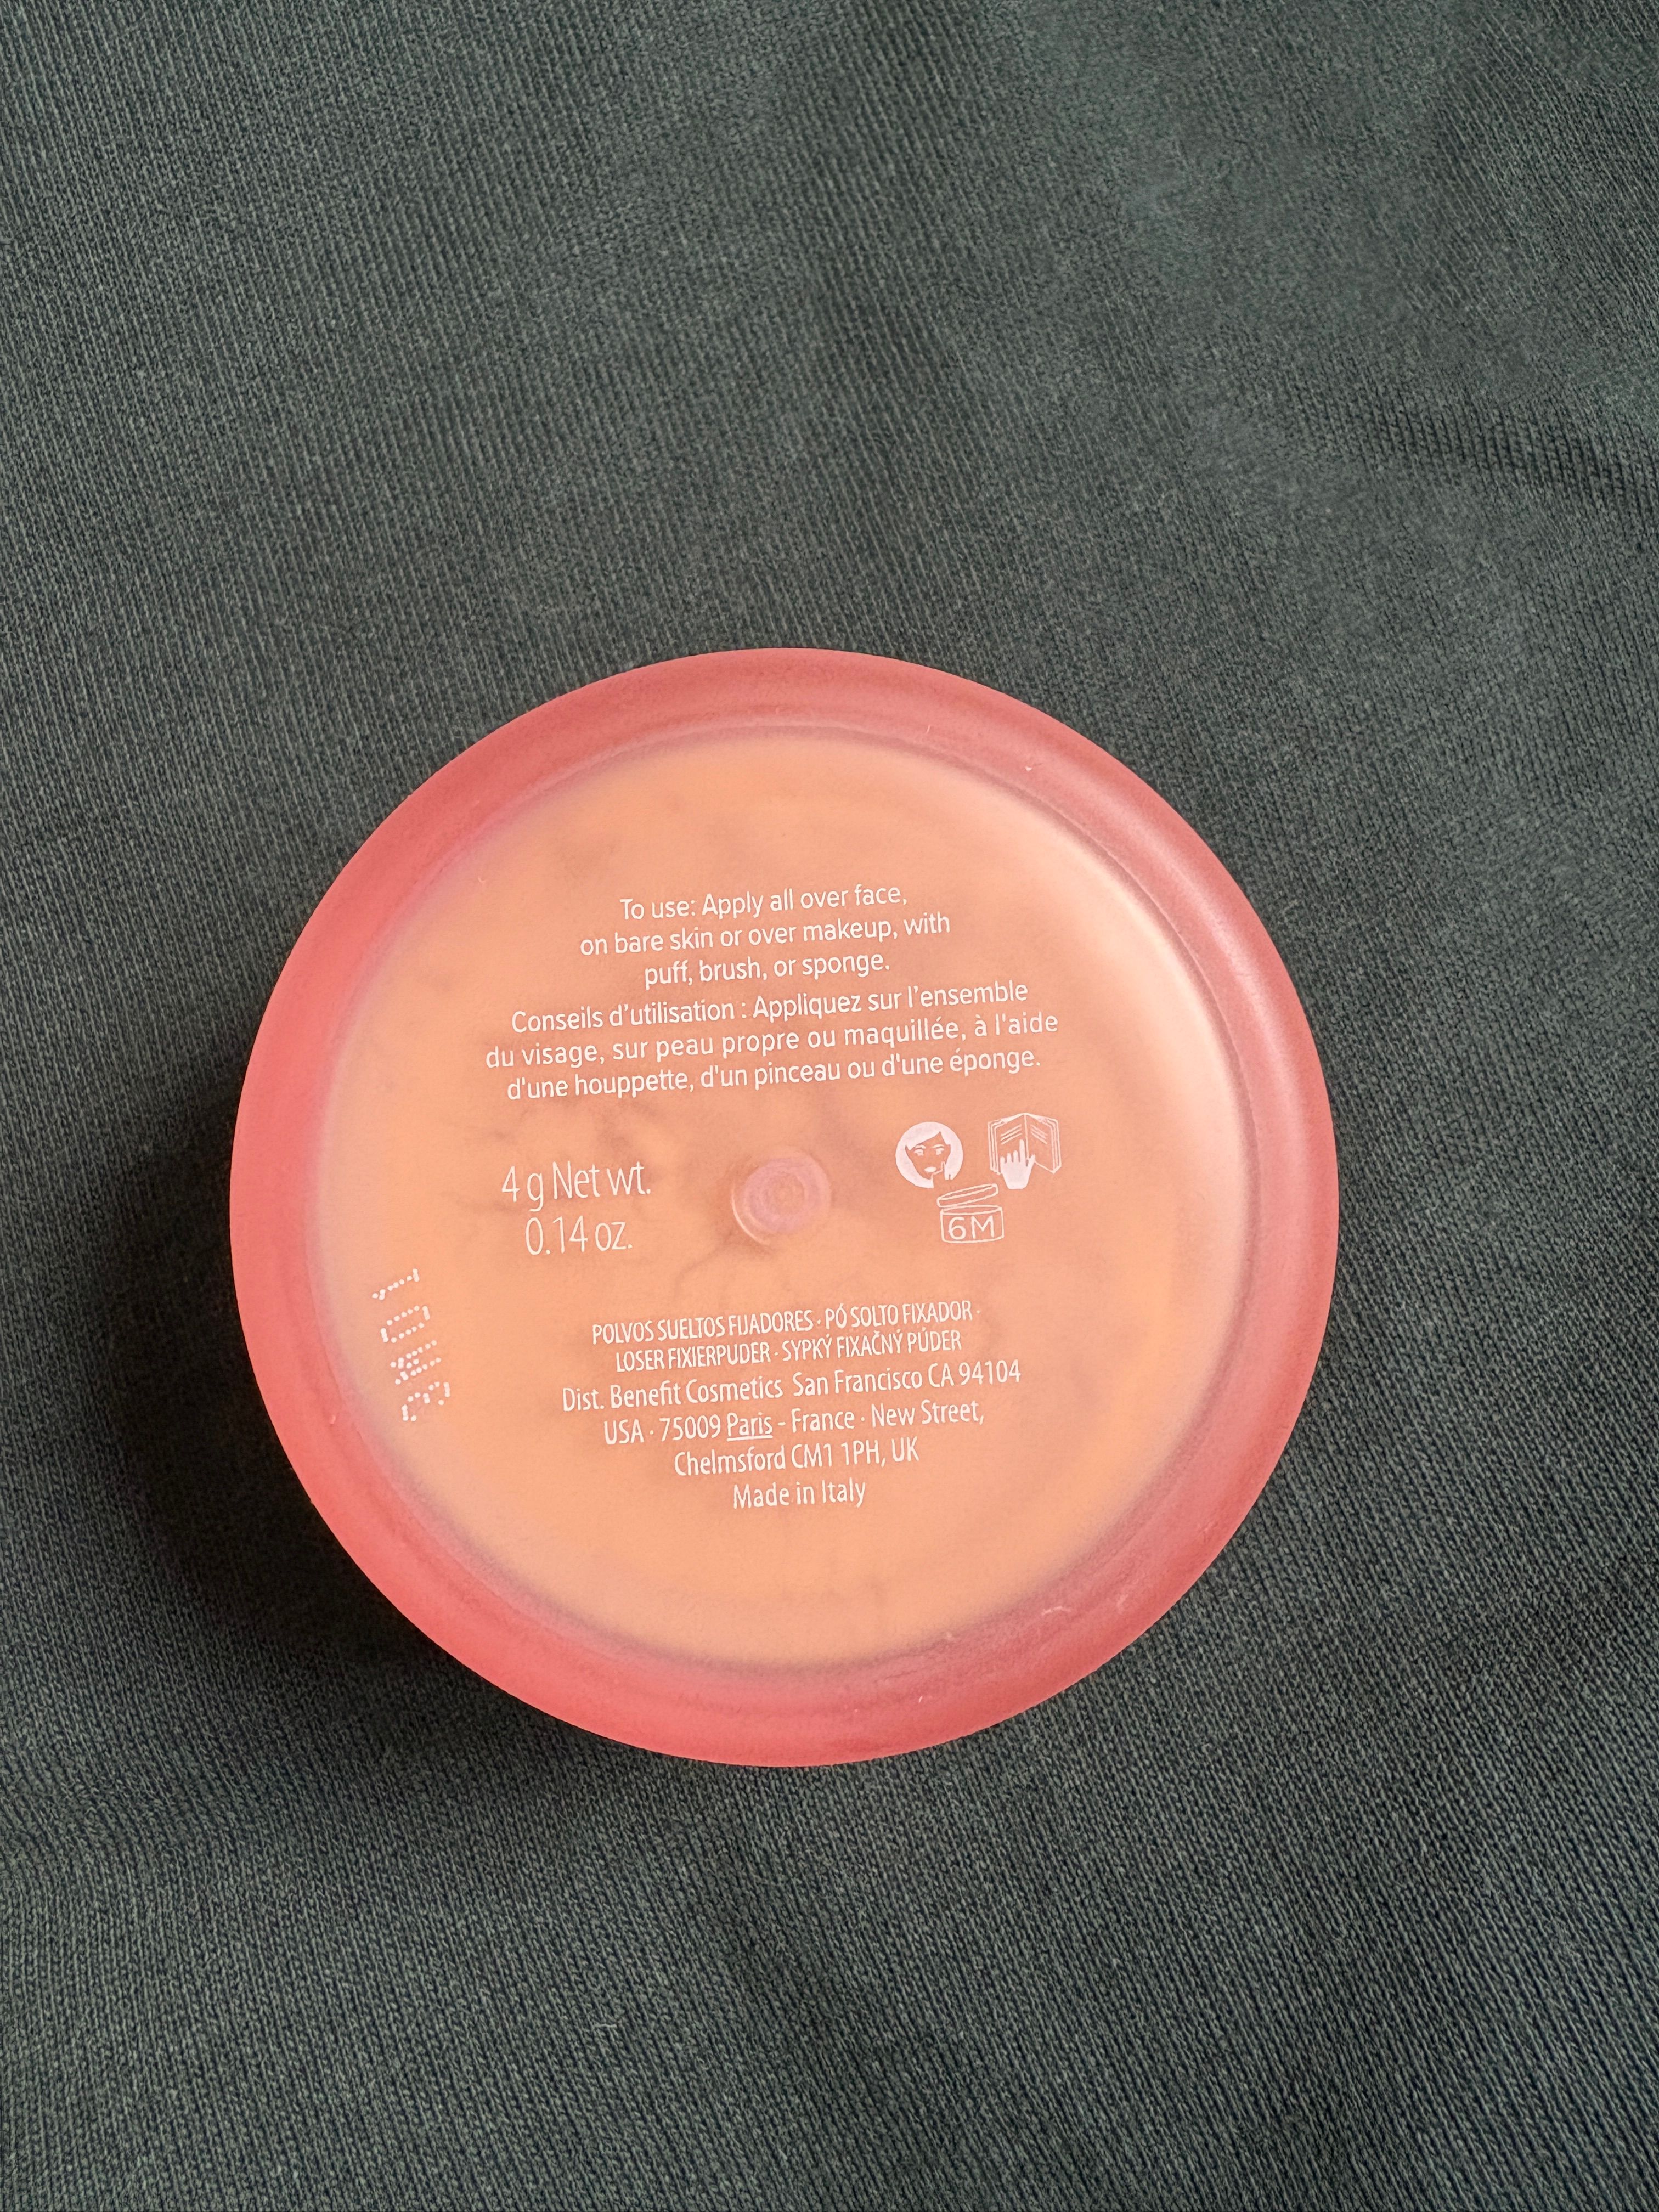 To use: Apply all over face,
on bare skin or over makeup, with
puff, brush, or sponge.
Conseils d'utilisation : Appliquez sur l'ensemble
du visage, sur peau propre ou maquillée, à l'aide
d'une houppette, d'un pinceau ou d'une éponge.
4 g Net wt.
0.14 oz.
6M
POLVOS SUELTOS FIJADORES · PÓ SOLTO FIXADOR ·
LOSER FIXIERPUDER · SYPKÝ FIXAČNÝ PÚDER
Dist. Benefit Cosmetics San Francisco CA 94104
USA · 75009 Paris - France · New Street,
Chelmsford CM1 1PH, UK
Made in Italy